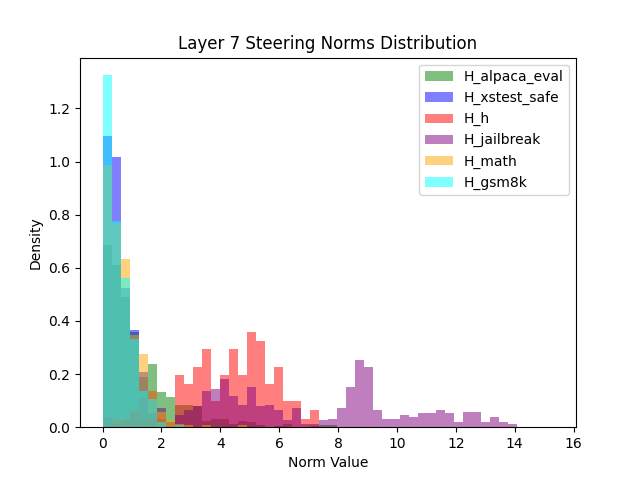 Layer 7 Steering Norms Distribution
H_alpaca_eval
H_xstest_safe
H_h
H_jailbreak
H_math
H_gsm8k
1.2
1.0
0.8
0.6
0.4
0.2
0.0
Density
0 2 4 6 8 10 12 14 16
Norm Value